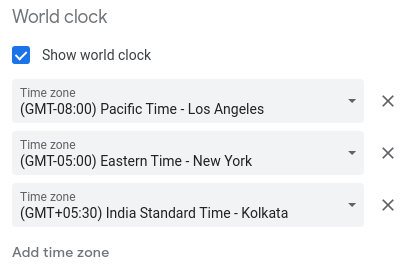 World clock
Show world clock
Time zone
(GMT-08:00) Pacific Time - Los Angeles
Time zone
(GMT-05:00) Eastern Time - New York
Time zone
(GMT+05:30) India Standard Time - Kolkata
Add time zone